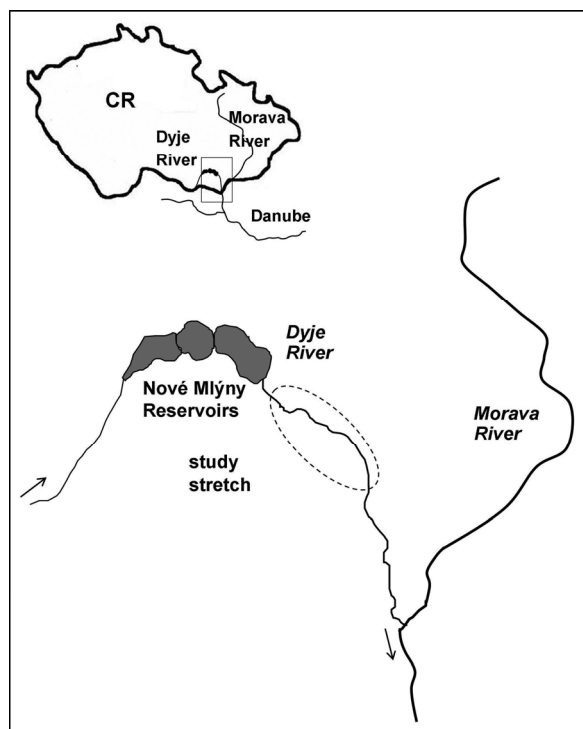 CR
Morava
River
Dyje
River
Danube
Dyje
River
Nové Mlýny
Reservoirs
Morava
River
study
stretch